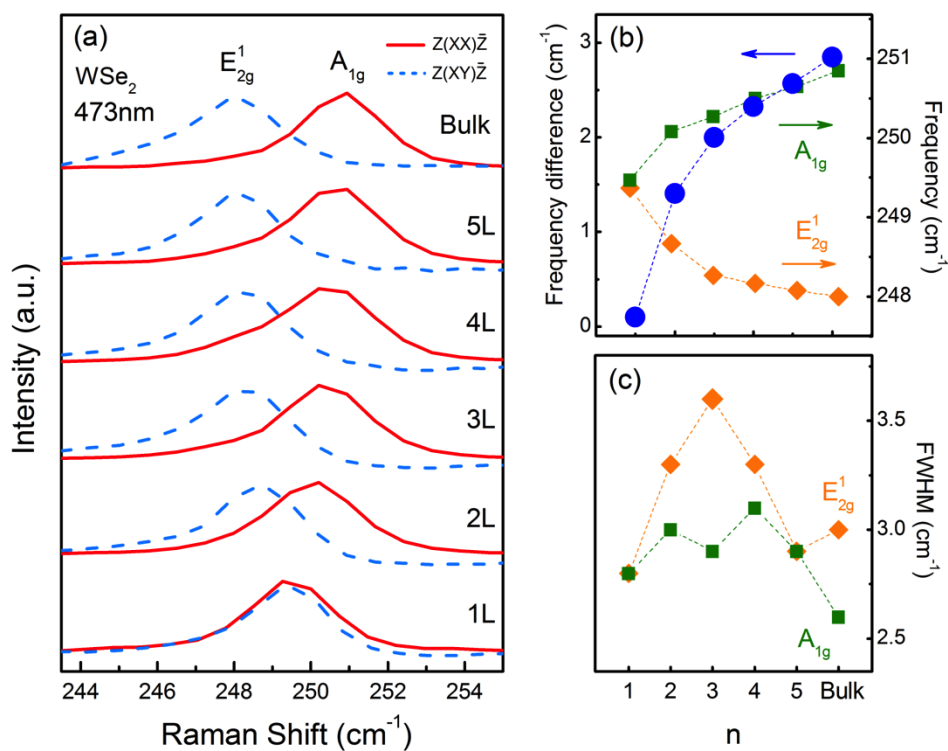 (a)
WSe₂
473nm
E¹₂g
A₁g
Z(XX)Z̄
Z(XY)Z̄
Bulk
5L
4L
3L
2L
1L
Intensity (a.u.)
244 246 248 250 252 254
Raman Shift (cm⁻¹)
(b)
Frequency difference (cm⁻¹)
3
2
1
0
A₁g
E¹₂g
251
250
249
248
Frequency (cm⁻¹)
(c)
E¹₂g
A₁g
3.5
3.0
2.5
FWHM (cm⁻¹)
1 2 3 4 5 Bulk
n